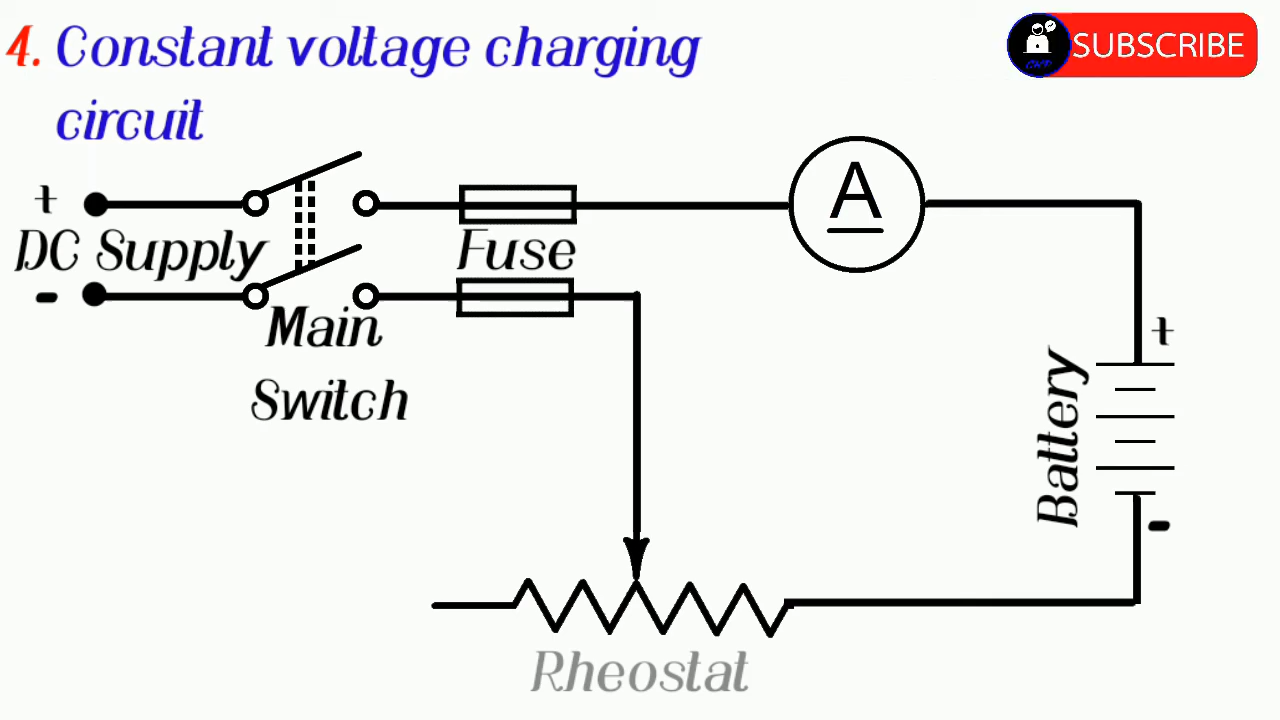 4. Constant voltage charging
circuit
SUBSCRIBE
+
DC Supply
-
Main
Switch
Fuse
A
+
Battery
-
Rheostat